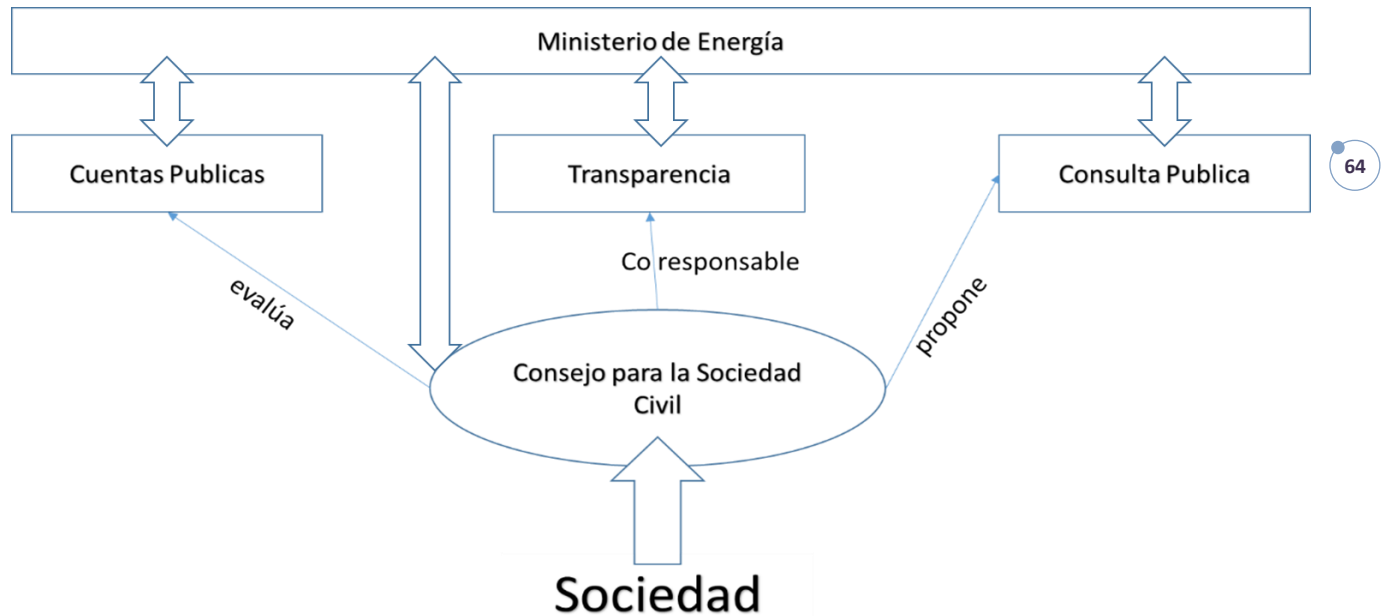 Ministerio de Energía
Cuentas Publicas
Transparencia
Consulta Publica
64
evalúa
Co responsable
propone
Consejo para la Sociedad
Civil
Sociedad